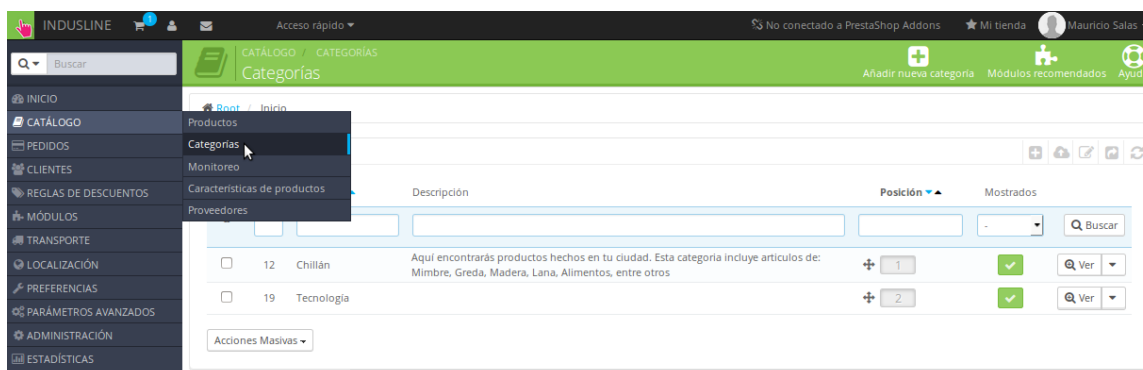 INDUSLINE 1 Acceso rápido No conectado a PrestaShop Addons Mi tienda Mauricio Salas
Buscar
CATÁLOGO / CATEGORÍAS
Categorías
Añadir nueva categoría Módulos recomendados Ayud
INICIO
CATÁLOGO
PEDIDOS
CLIENTES
REGLAS DE DESCUENTOS
MÓDULOS
TRANSPORTE
LOCALIZACIÓN
PREFERENCIAS
PARÁMETROS AVANZADOS
ADMINISTRACIÓN
ESTADÍSTICAS
Root / Inicio
Productos
Categorías
Monitoreo
Características de productos
Proveedores
Descripción Posición Mostrados
- Buscar
12 Chillán Aquí encontrarás productos hechos en tu ciudad. Esta categoria incluye articulos de:
Mimbre, Greda, Madera, Lana, Alimentos, entre otros 1 Ver
19 Tecnología 2 Ver
Acciones Masivas